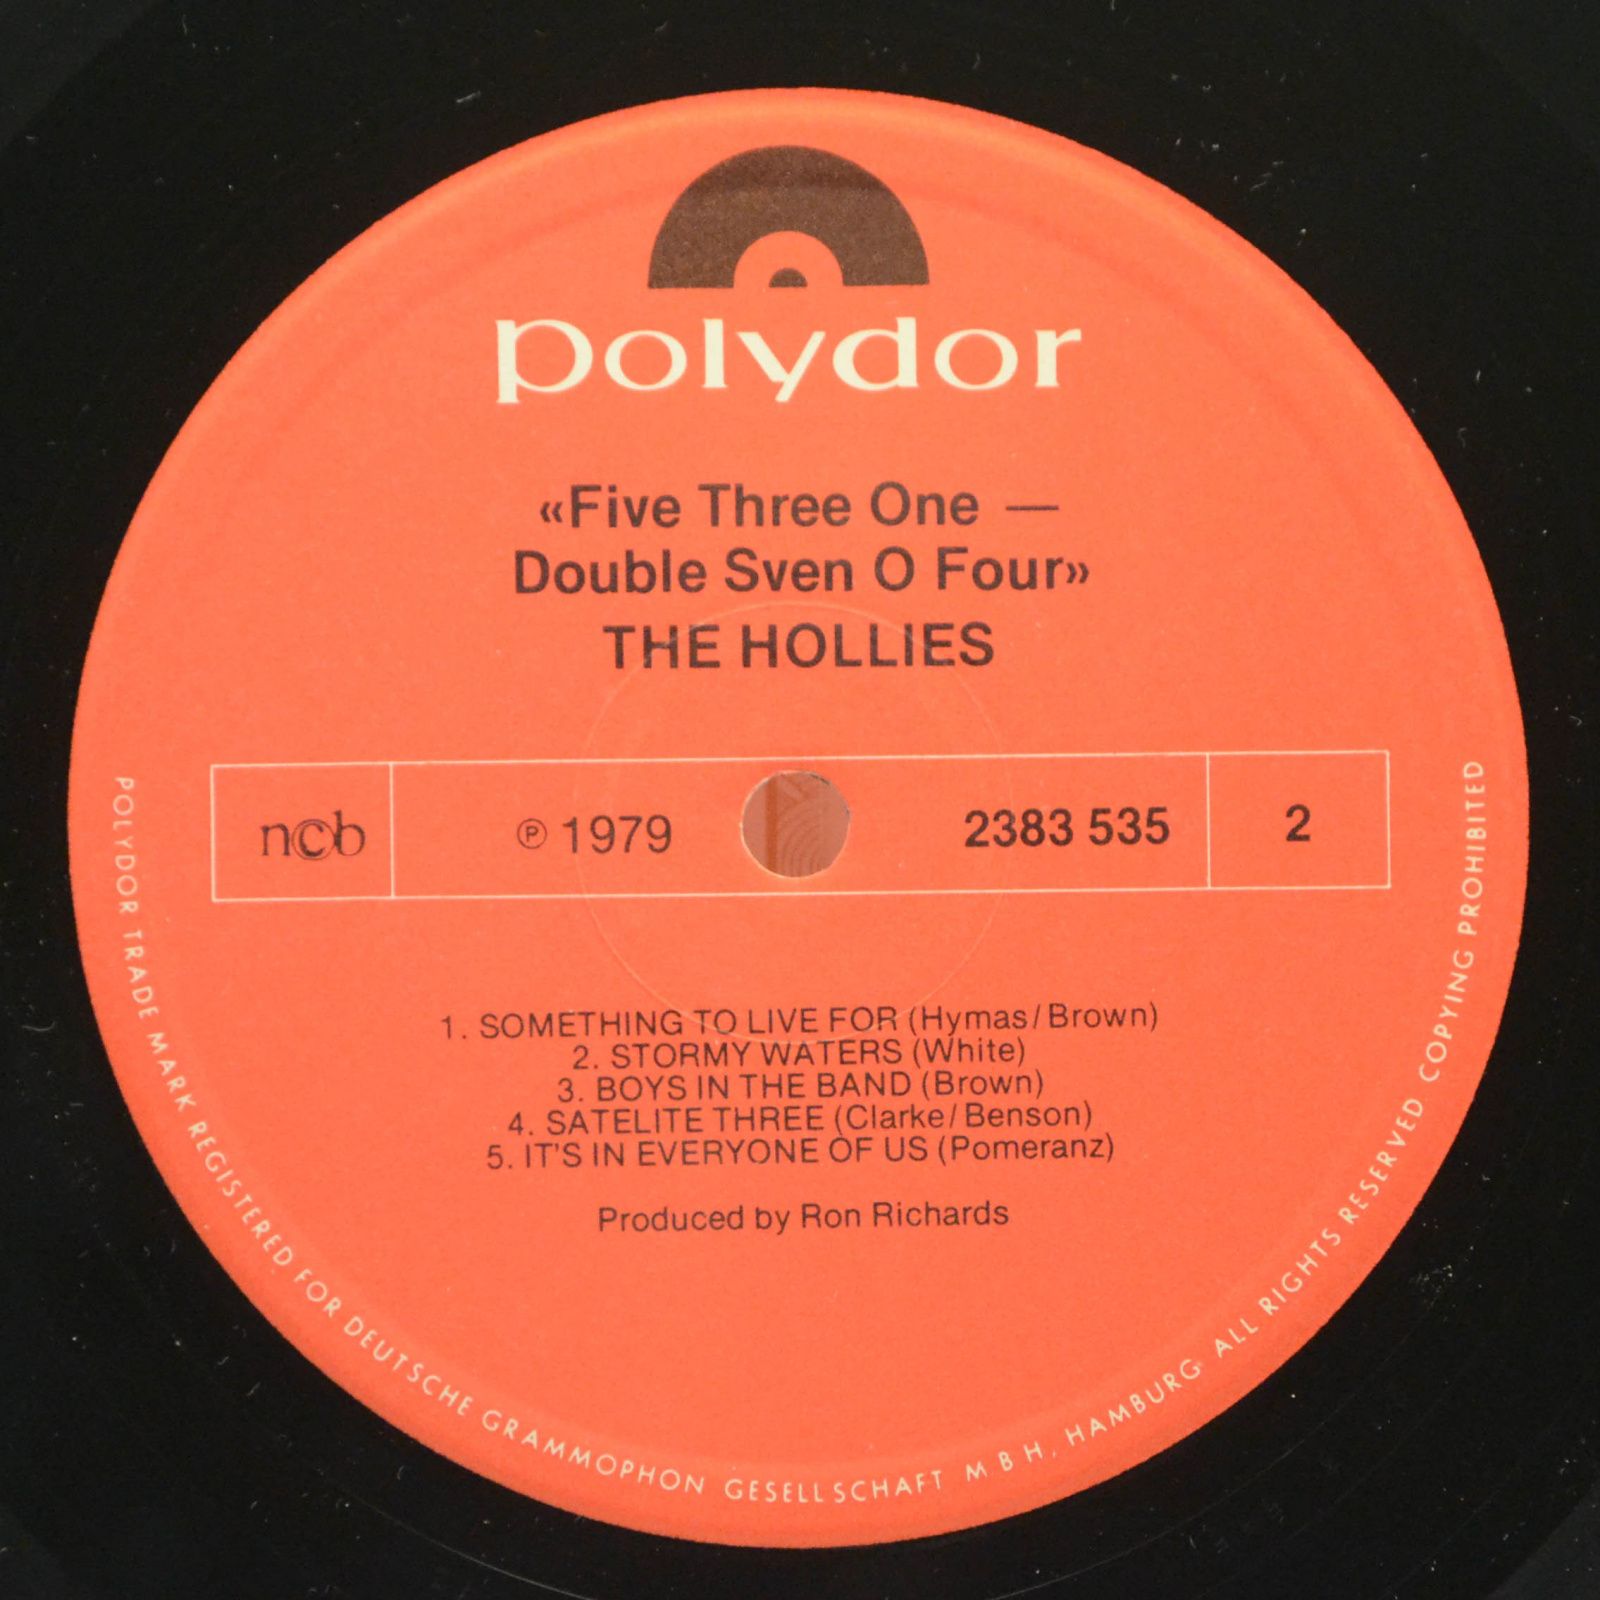 polydor
«Five Three One —
Double Sven O Four»
THE HOLLIES
ncb
℗ 1979
2383 535
2
1. SOMETHING TO LIVE FOR (Hymas/Brown)
2. STORMY WATERS (White)
3. BOYS IN THE BAND (Brown)
4. SATELITE THREE (Clarke/Benson)
5. IT'S IN EVERYONE OF US (Pomeranz)
Produced by Ron Richards
POLYDOR TRADE MARK REGISTERED FOR DEUTSCHE GRAMMOPHON GESELLSCHAFT M B H, HAMBURG · ALL RIGHTS RESERVED COPYING PROHIBITED